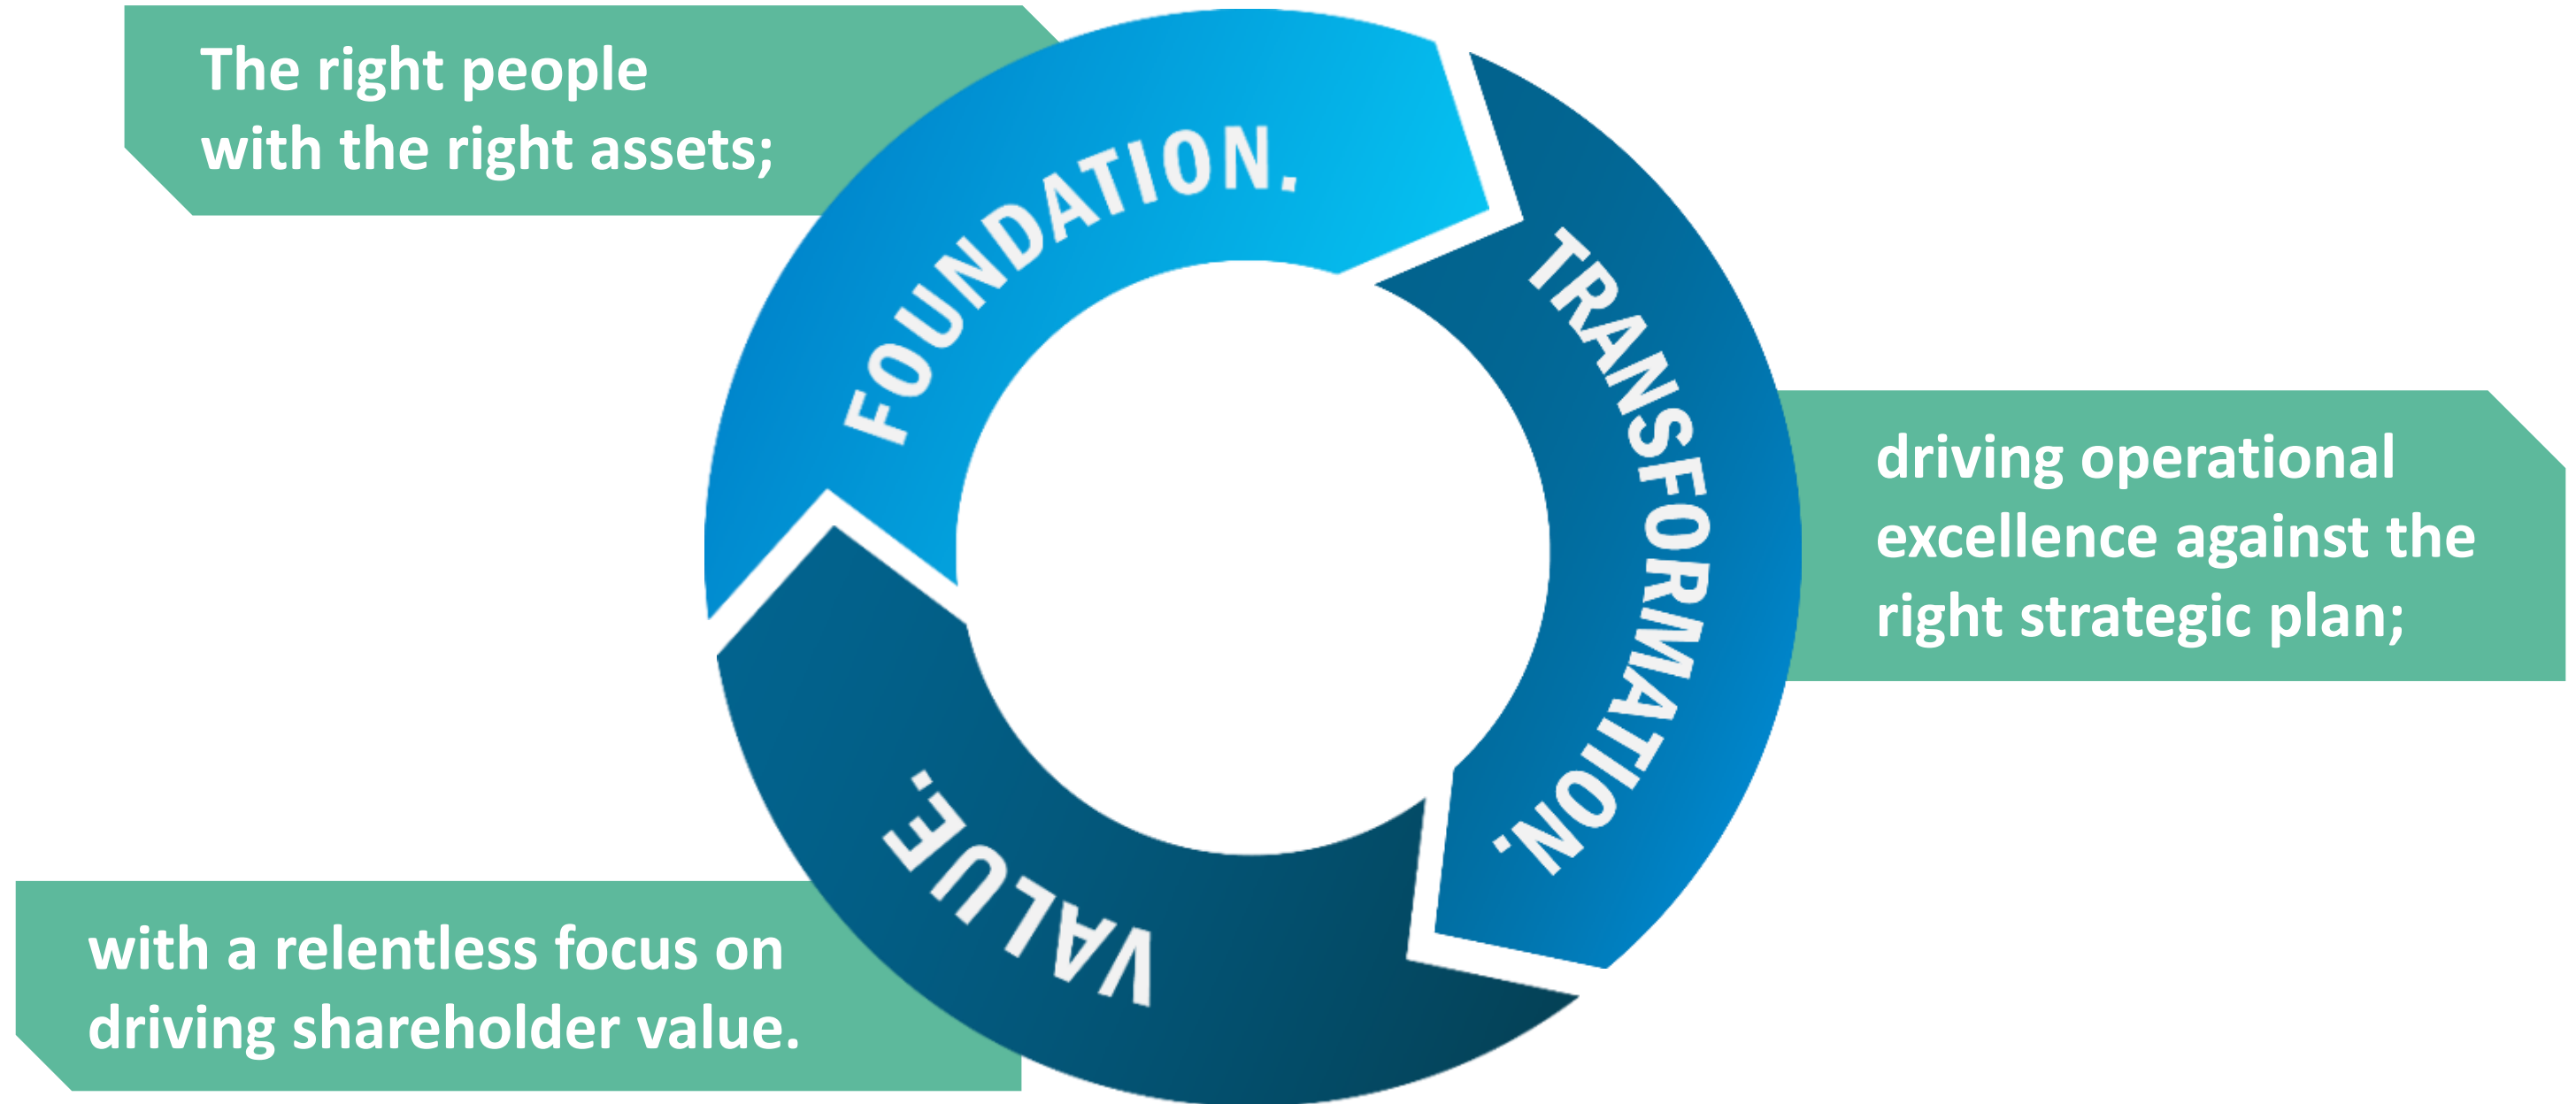 The right people
with the right assets;
FOUNDATION.
TRANSFORMATION.
driving operational
excellence against the
right strategic plan;
VALUE.
with a relentless focus on
driving shareholder value.